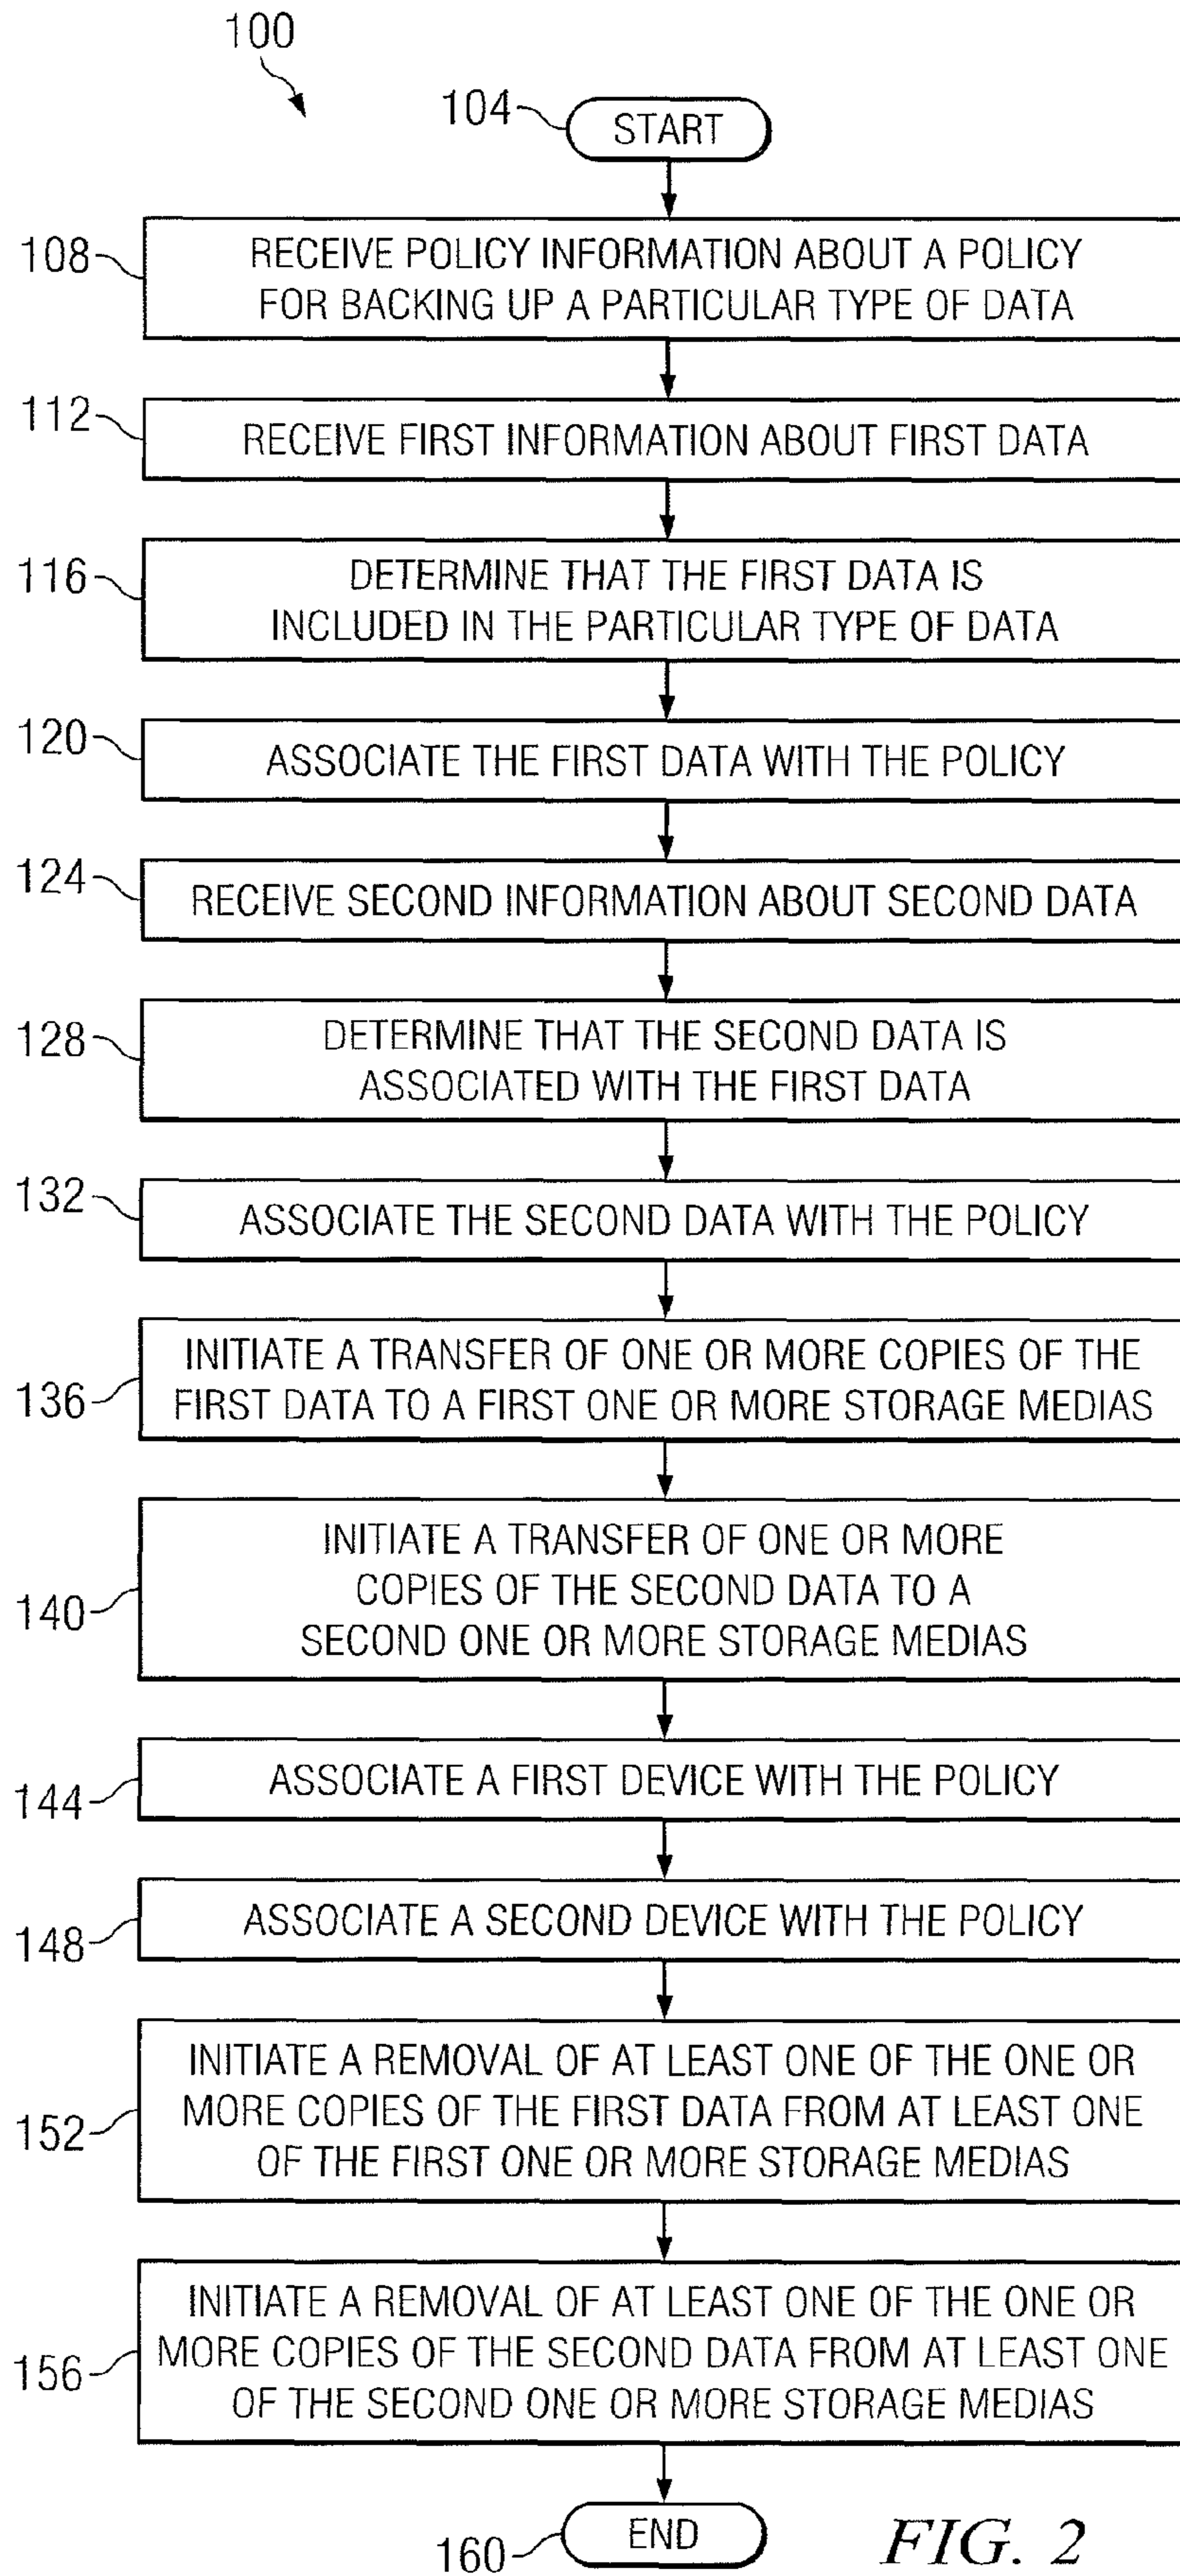 100
104
START
108
RECEIVE POLICY INFORMATION ABOUT A POLICY
FOR BACKING UP A PARTICULAR TYPE OF DATA
112
RECEIVE FIRST INFORMATION ABOUT FIRST DATA
116
DETERMINE THAT THE FIRST DATA IS
INCLUDED IN THE PARTICULAR TYPE OF DATA
120
ASSOCIATE THE FIRST DATA WITH THE POLICY
124
RECEIVE SECOND INFORMATION ABOUT SECOND DATA
128
DETERMINE THAT THE SECOND DATA IS
ASSOCIATED WITH THE FIRST DATA
132
ASSOCIATE THE SECOND DATA WITH THE POLICY
136
INITIATE A TRANSFER OF ONE OR MORE COPIES OF THE
FIRST DATA TO A FIRST ONE OR MORE STORAGE MEDIAS
140
INITIATE A TRANSFER OF ONE OR MORE
COPIES OF THE SECOND DATA TO A
SECOND ONE OR MORE STORAGE MEDIAS
144
ASSOCIATE A FIRST DEVICE WITH THE POLICY
148
ASSOCIATE A SECOND DEVICE WITH THE POLICY
152
INITIATE A REMOVAL OF AT LEAST ONE OF THE ONE OR
MORE COPIES OF THE FIRST DATA FROM AT LEAST ONE
OF THE FIRST ONE OR MORE STORAGE MEDIAS
156
INITIATE A REMOVAL OF AT LEAST ONE OF THE ONE OR
MORE COPIES OF THE SECOND DATA FROM AT LEAST ONE
OF THE SECOND ONE OR MORE STORAGE MEDIAS
160
END
FIG. 2